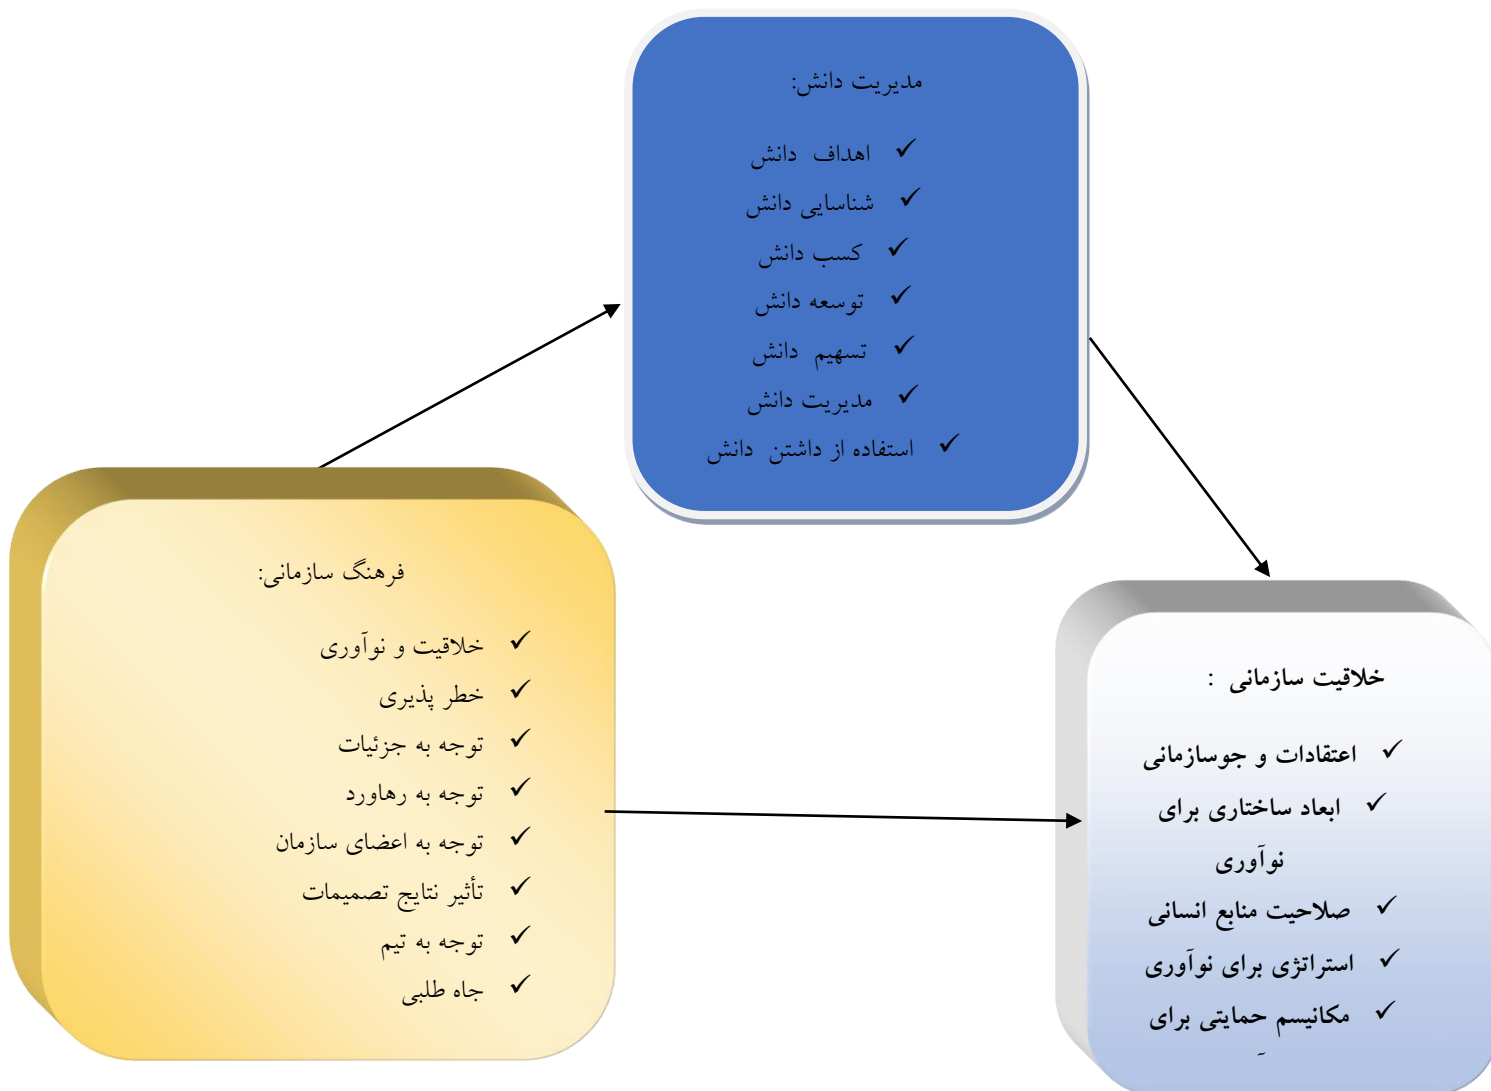 مدیریت دانش:
✓ اهداف دانش
✓ شناسایی دانش
✓ کسب دانش
✓ توسعه دانش
✓ تسهیم دانش
✓ مدیریت دانش
✓ استفاده از داشتن دانش
فرهنگ سازمانی:
✓ خلاقیت و نوآوری
✓ خطر پذیری
✓ توجه به جزئیات
✓ توجه به رهاورد
✓ توجه به اعضای سازمان
✓ تأثیر نتایج تصمیمات
✓ توجه به تیم
✓ جاه طلبی
خلاقیت سازمانی :
✓ اعتقادات و جوسازمانی
✓ ابعاد ساختاری برای
نوآوری
✓ صلاحیت منابع انسانی
✓ استراتژی برای نوآوری
✓ مکانیسم حمایتی برای